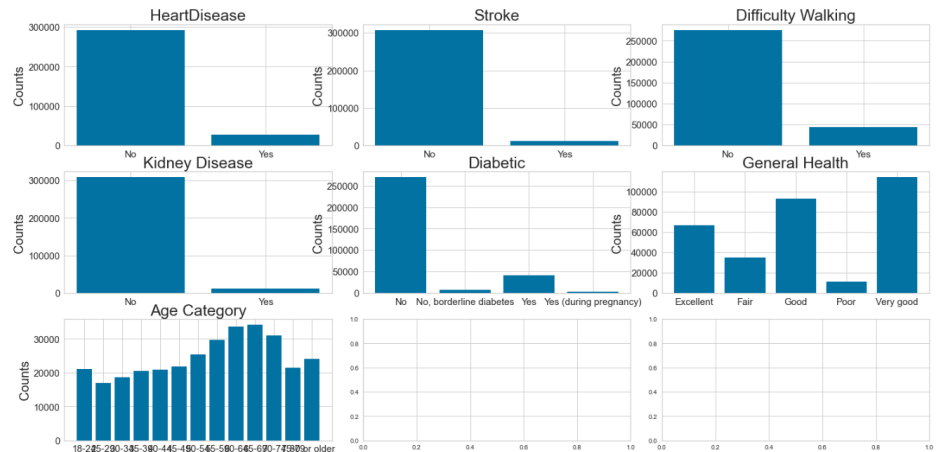 HeartDisease
Stroke
Difficulty Walking
Counts
300000
200000
100000
0
No
Yes
Counts
300000
200000
100000
0
No
Yes
Counts
250000
200000
150000
100000
50000
0
No
Yes
Kidney Disease
Diabetic
General Health
Counts
300000
200000
100000
0
No
Yes
Counts
250000
200000
150000
100000
50000
0
No
No, borderline diabetes
Yes
Yes (during pregnancy)
Counts
100000
80000
60000
40000
20000
0
Excellent
Fair
Good
Poor
Very good
Age Category
Counts
30000
20000
10000
0
18-24
25-29
30-34
35-39
40-44
45-49
50-54
55-59
60-64
65-69
70-74
75-79
80 or older
1.0
0.8
0.6
0.4
0.2
0.0
0.0
0.2
0.4
0.6
0.8
1.0
1.0
0.8
0.6
0.4
0.2
0.0
0.0
0.2
0.4
0.6
0.8
1.0